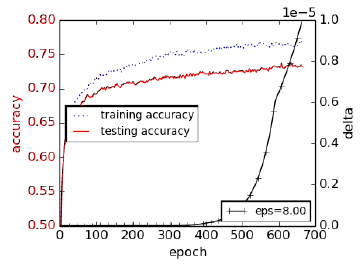 1e−5
0.80
0.75
0.70
0.65
0.60
0.55
0.50
accuracy
training accuracy
testing accuracy
eps=8.00
1.0
0.8
0.6
0.4
0.2
0.0
delta
0 100 200 300 400 500 600 700
epoch